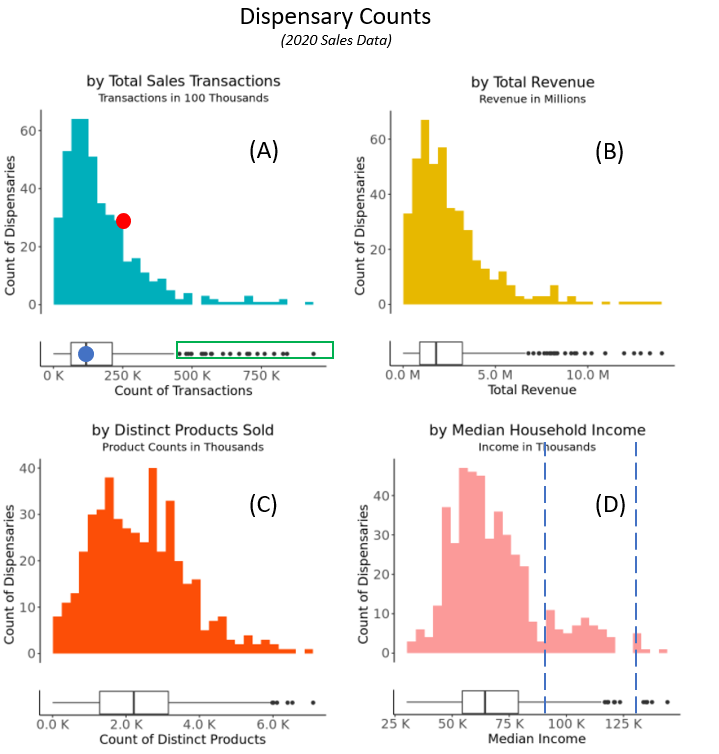 Dispensary Counts
(2020 Sales Data)
by Total Sales Transactions
Transactions in 100 Thousands
(A)
Count of Dispensaries
60
40
20
0
0 K
250 K
500 K
750 K
Count of Transactions
by Total Revenue
Revenue in Millions
(B)
Count of Dispensaries
60
40
20
0
0.0 M
5.0 M
10.0 M
Total Revenue
by Distinct Products Sold
Product Counts in Thousands
(C)
Count of Dispensaries
40
30
20
10
0
0.0 K
2.0 K
4.0 K
6.0 K
Count of Distinct Products
by Median Household Income
Income in Thousands
(D)
Count of Dispensaries
40
30
20
10
0
25 K
50 K
75 K
100 K
125 K
Median Income